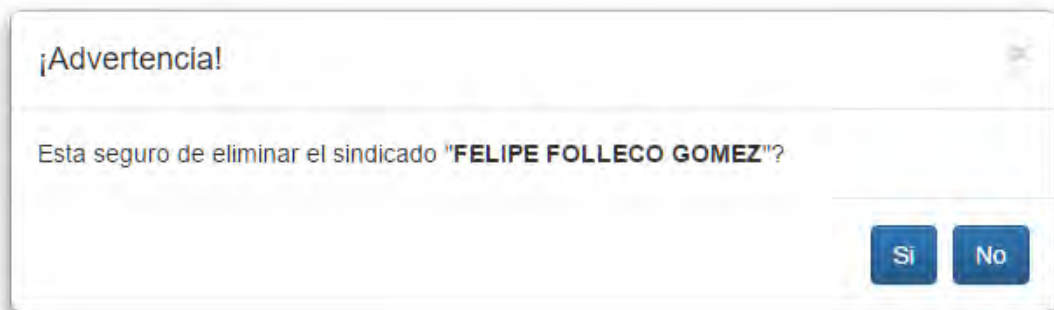 ¡Advertencia!
Esta seguro de eliminar el sindicado "FELIPE FOLLECO GOMEZ"?
Si No